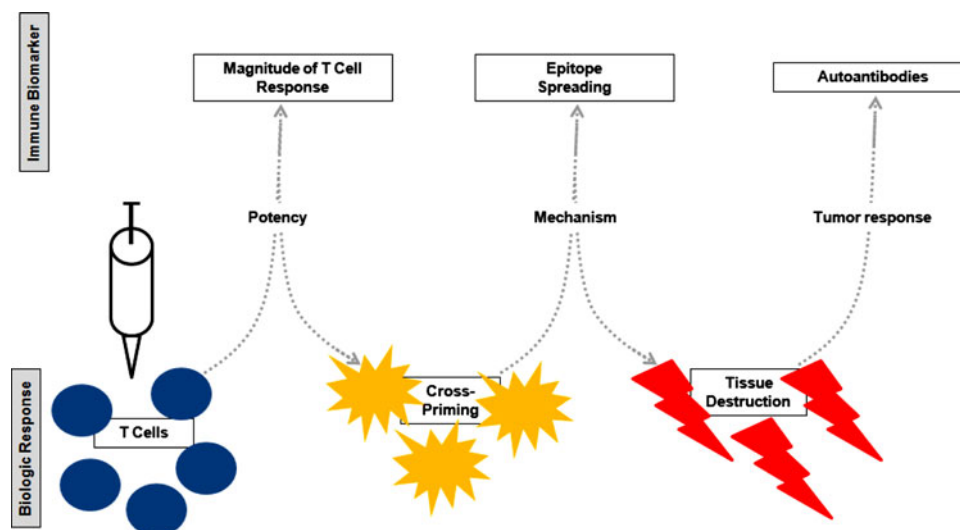 Immune Biomarker
Magnitude of T Cell
Response
Epitope
Spreading
Autoantibodies
Potency
Mechanism
Tumor response
Biologic Response
T Cells
Cross-
Priming
Tissue
Destruction